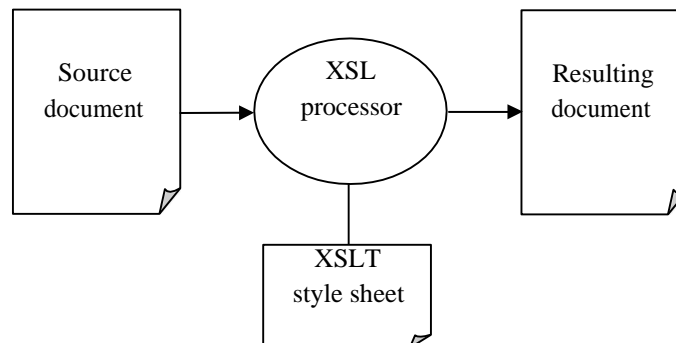 Source
document
XSL
processor
Resulting
document
XSLT
style sheet